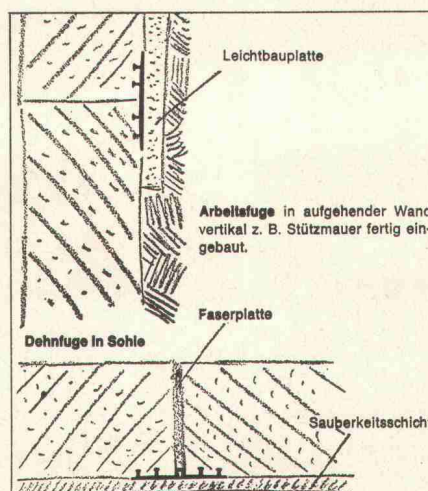 Leichtbauplatte
Arbeitsfuge in aufgehender Wand
vertikal z. B. Stützmauer fertig ein-
gebaut.
Faserplatte
Dehnfuge in Sohle
Sauberkeitsschicht